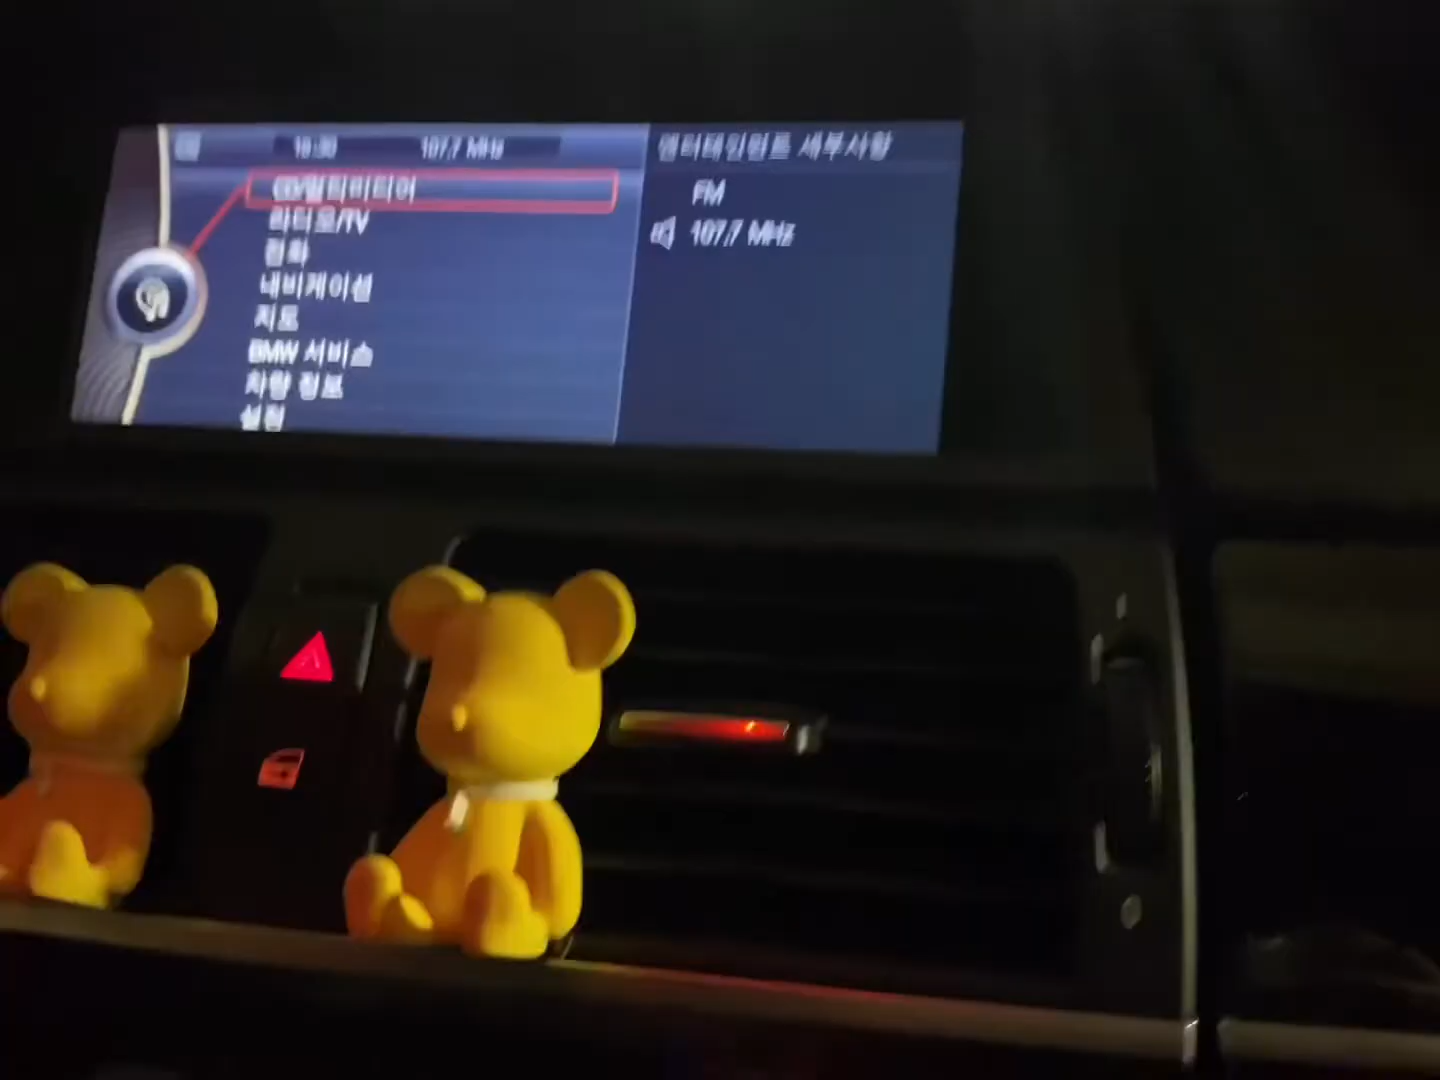 107.7 MHz
CD/멀티미디어
라디오/TV
전화
내비게이션
지도
BMW 서비스
차량 정보
설정
엔터테인먼트 세부사항
FM
107.7 MHz